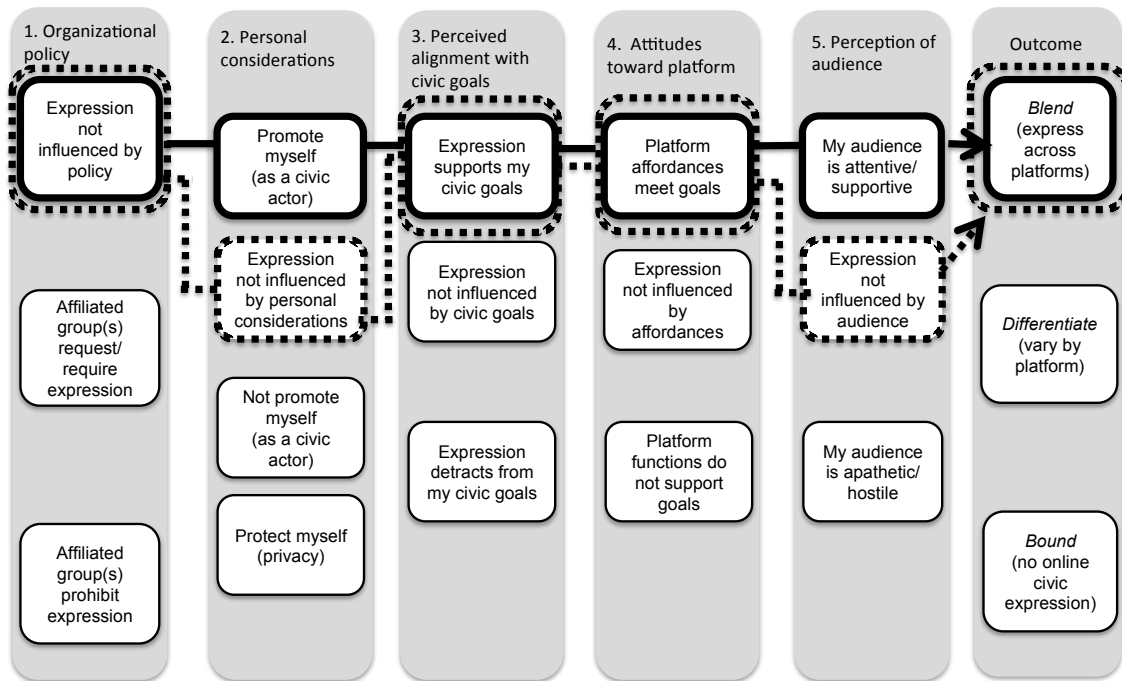 1. Organizational
policy
Expression
not
influenced by
policy
Affiliated
group(s)
request/
require
expression
Affiliated
group(s)
prohibit
expression
2. Personal
considerations
Promote
myself
(as a civic
actor)
Expression
not influenced
by personal
considerations
Not promote
myself
(as a civic
actor)
Protect myself
(privacy)
3. Perceived
alignment with
civic goals
Expression
supports my
civic goals
Expression
not influenced
by civic goals
Expression
detracts from
my civic goals
4. Attitudes
toward platform
Platform
affordances
meet goals
Expression
not influenced
by
affordances
Platform
functions do
not support
goals
5. Perception of
audience
My audience
is attentive/
supportive
Expression
not
influenced by
audience
My audience
is apathetic/
hostile
Outcome
Blend
(express
across
platforms)
Differentiate
(vary by
platform)
Bound
(no online
civic
expression)